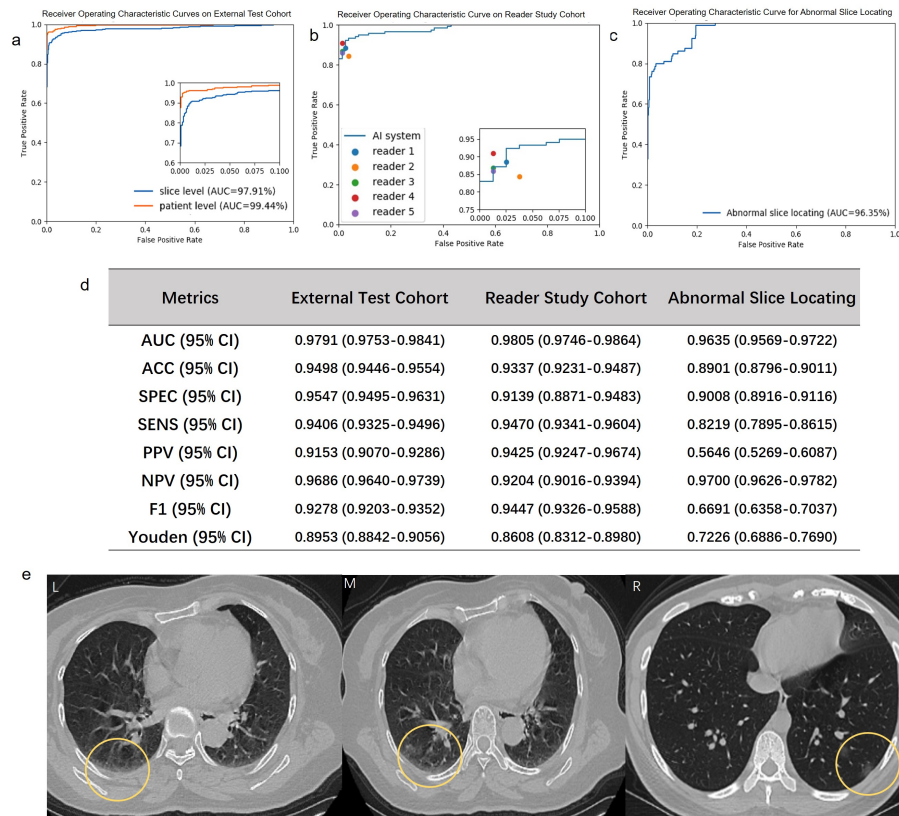 Receiver Operating Characteristic Curves on External Test Cohort
a
True Positive Rate
1.0
0.8
0.6
0.4
0.2
0.0
0.0 0.2 0.4 0.6 0.8 1.0
False Positive Rate
1.0
0.9
0.8
0.7
0.6
0.000 0.025 0.050 0.075 0.100
slice level (AUC=97.91%)
patient level (AUC=99.44%)
Receiver Operating Characteristic Curve on Reader Study Cohort
b
True Positive Rate
1.0
0.8
0.6
0.4
0.2
0.0
0.0 0.2 0.4 0.6 0.8 1.0
False Positive Rate
AI system
reader 1
reader 2
reader 3
reader 4
reader 5
0.95
0.90
0.85
0.80
0.75
0.000 0.025 0.050 0.075 0.100
Receiver Operating Characteristic Curve for Abnormal Slice Locating
c
True Positive Rate
1.0
0.8
0.6
0.4
0.2
0.0
0.0 0.2 0.4 0.6 0.8 1.0
False Positive Rate
Abnormal slice locating (AUC=96.35%)
d
Metrics External Test Cohort Reader Study Cohort Abnormal Slice Locating
AUC (95% CI) 0.9791 (0.9753-0.9841) 0.9805 (0.9746-0.9864) 0.9635 (0.9569-0.9722)
ACC (95% CI) 0.9498 (0.9446-0.9554) 0.9337 (0.9231-0.9487) 0.8901 (0.8796-0.9011)
SPEC (95% CI) 0.9547 (0.9495-0.9631) 0.9139 (0.8871-0.9483) 0.9008 (0.8916-0.9116)
SENS (95% CI) 0.9406 (0.9325-0.9496) 0.9470 (0.9341-0.9604) 0.8219 (0.7895-0.8615)
PPV (95% CI) 0.9153 (0.9070-0.9286) 0.9425 (0.9247-0.9674) 0.5646 (0.5269-0.6087)
NPV (95% CI) 0.9686 (0.9640-0.9739) 0.9204 (0.9016-0.9394) 0.9700 (0.9626-0.9782)
F1 (95% CI) 0.9278 (0.9203-0.9352) 0.9447 (0.9326-0.9588) 0.6691 (0.6358-0.7037)
Youden (95% CI) 0.8953 (0.8842-0.9056) 0.8608 (0.8312-0.8980) 0.7226 (0.6886-0.7690)
e
L
M
R